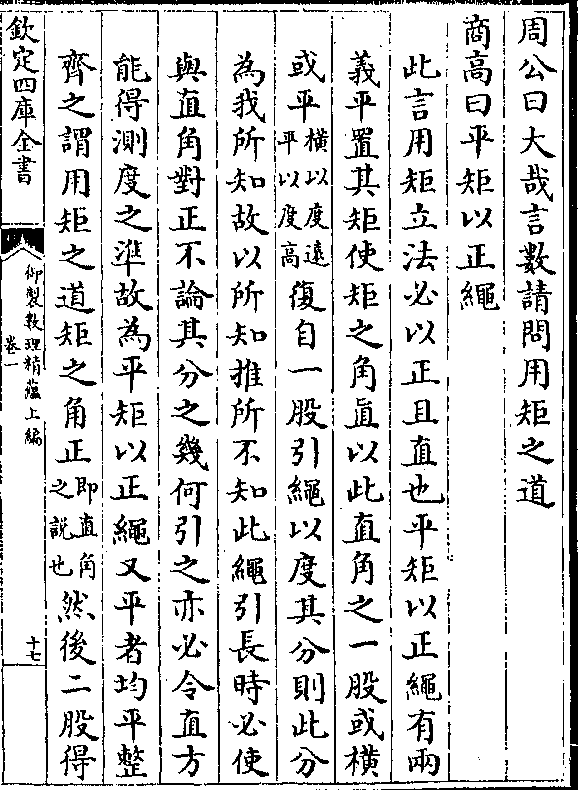 周公曰大哉言數請問用矩之道
商高曰平矩以正繩
此言用矩立法必以正且直也平矩以正繩有兩
義平置其矩使矩之角直以此直角之一股或橫
或平橫以度遠平以度高復自一股引繩以度其分則此分
為我所知故以所知推所不知此繩引長時必使
與直角對正不論其分之幾何引之亦必令直方
能得測度之準故為平矩以正繩又平者均平整
齊之謂用矩之道矩之角正即直角之説也然後二股得
欽定四庫全書
御製數理精蘊上編
卷一
十七